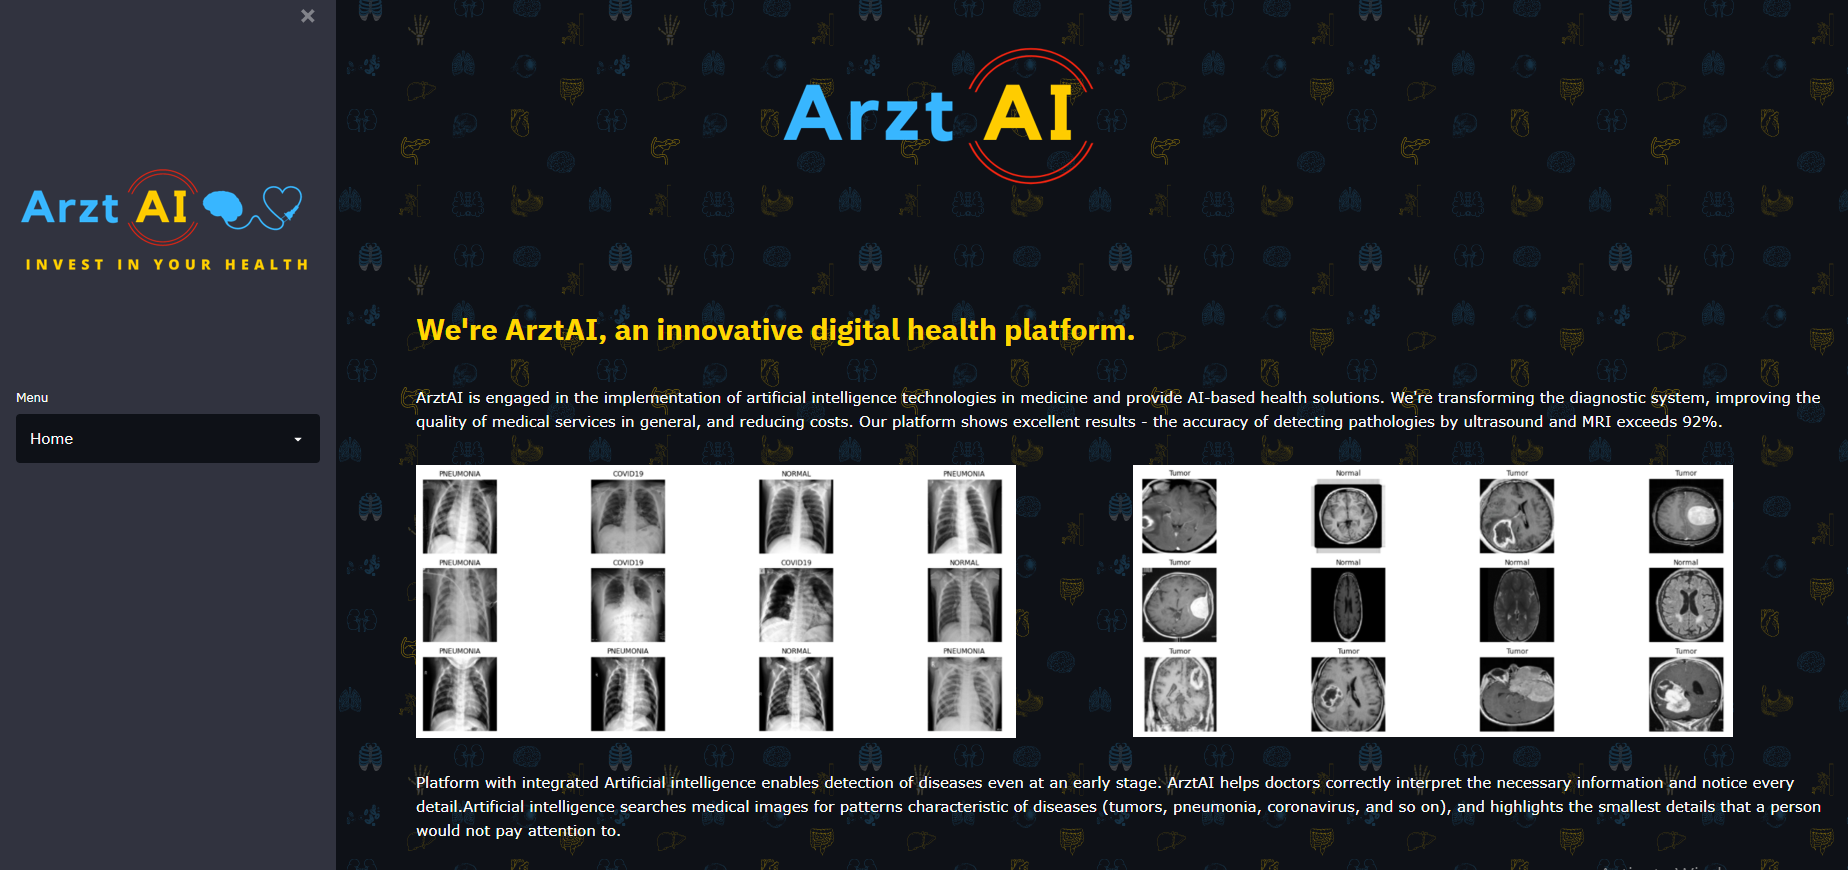 Arzt AI
INVEST IN YOUR HEALTH
Menu
Home
Arzt AI
We're ArztAI, an innovative digital health platform.
ArztAI is engaged in the implementation of artificial intelligence technologies in medicine and provide AI-based health solutions. We're transforming the diagnostic system, improving the
quality of medical services in general, and reducing costs. Our platform shows excellent results - the accuracy of detecting pathologies by ultrasound and MRI exceeds 92%.
PNEUMONIA COVID19 NORMAL PNEUMONIA
PNEUMONIA COVID19 COVID19 NORMAL
PNEUMONIA PNEUMONIA NORMAL PNEUMONIA
Tumor Normal Tumor Tumor
Tumor Normal Normal Normal
Tumor Tumor Tumor Tumor
Platform with integrated Artificial intelligence enables detection of diseases even at an early stage. ArztAI helps doctors correctly interpret the necessary information and notice every
detail.Artificial intelligence searches medical images for patterns characteristic of diseases (tumors, pneumonia, coronavirus, and so on), and highlights the smallest details that a person
would not pay attention to.